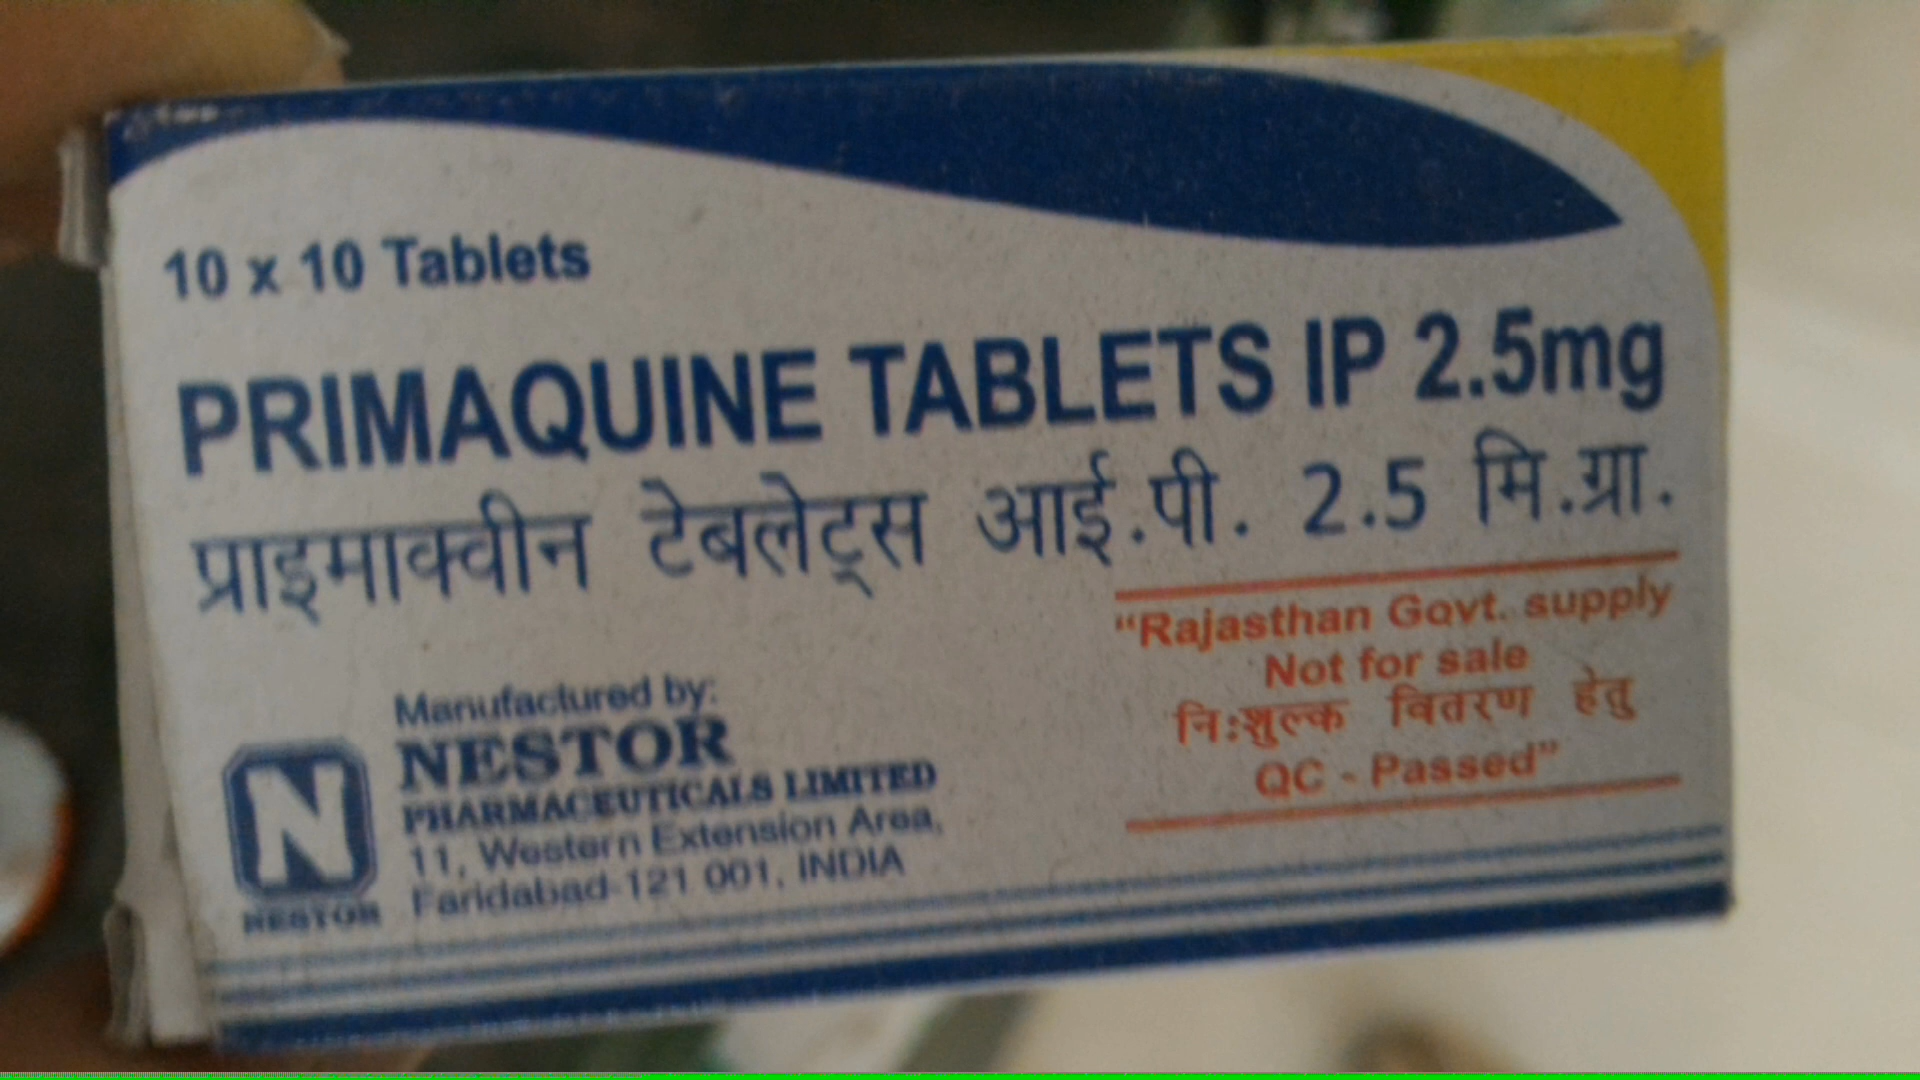 10 x 10 Tablets
PRIMAQUINE TABLETS IP 2.5mg
प्राइमाक्वीन टेबलेट्स आई.पी. 2.5 मि.ग्रा.
"Rajasthan Govt. supply
Not for sale
नि:शुल्क वितरण हेतु
QC - Passed"
Manufactured by:
NESTOR
PHARMACEUTICALS LIMITED
11, Western Extension Area,
Faridabad-121 001, INDIA
N
NESTOR